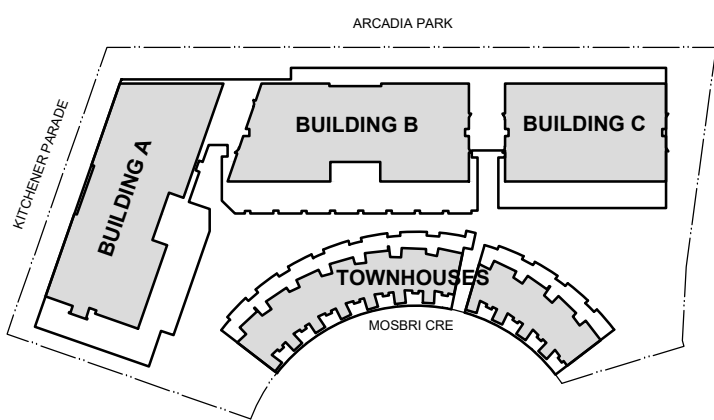 ARCADIA PARK
KITCHENER PARADE
BUILDING A
BUILDING B
BUILDING C
TOWNHOUSES
MOSBRI CRE